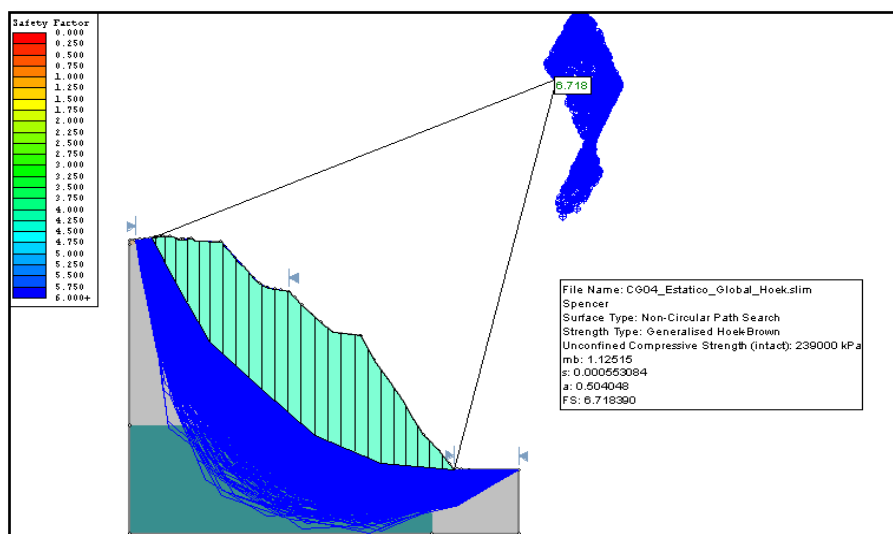 Safety Factor
0.000
0.250
0.500
0.750
1.000
1.250
1.500
1.750
2.000
2.250
2.500
2.750
3.000
3.250
3.500
3.750
4.000
4.250
4.500
4.750
5.000
5.250
5.500
5.750
6.000+
6.718
File Name: CG04_Estatico_Global_Hoek.slim
Spencer
Surface Type: Non-Circular Path Search
Strength Type: Generalised Hoek-Brown
Unconfined Compressive Strength (intact): 239000 kPa
mb: 1.12515
s: 0.000553084
a: 0.504048
FS: 6.718390